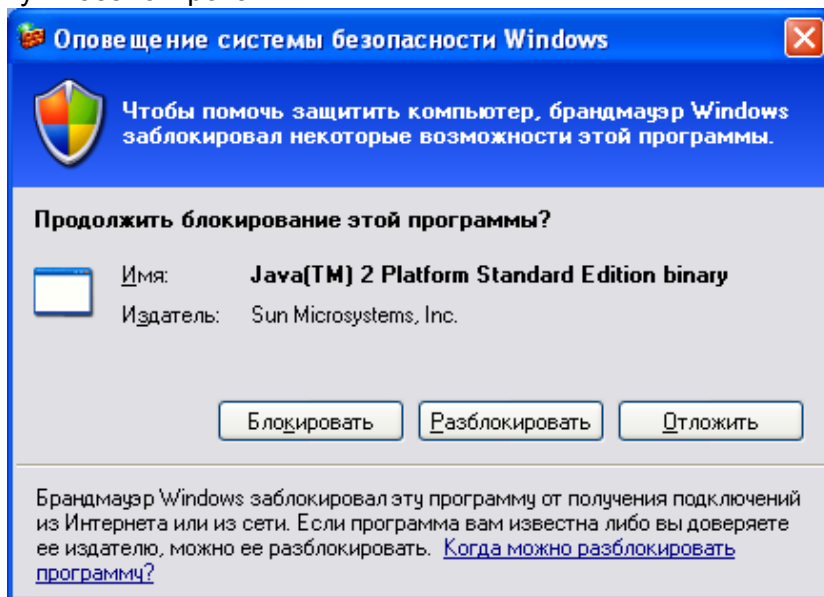 Оповещение системы безопасности Windows
Чтобы помочь защитить компьютер, брандмауэр Windows
заблокировал некоторые возможности этой программы.
Продолжить блокирование этой программы?
Имя: Java(TM) 2 Platform Standard Edition binary
Издатель: Sun Microsystems, Inc.
Блокировать Разблокировать Отложить
Брандмауэр Windows заблокировал эту программу от получения подключений
из Интернета или из сети. Если программа вам известна либо вы доверяете
ее издателю, можно ее разблокировать. Когда можно разблокировать
программу?